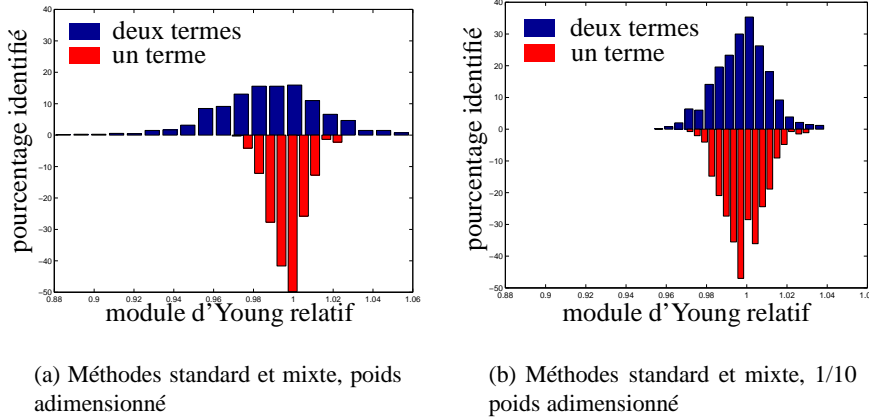 40
30
20
10
0
-10
-20
-30
-40
-50
0.88 0.9 0.92 0.94 0.96 0.98 1 1.02 1.04 1.06
pourcentage identifié
deux termes
un terme
module d'Young relatif
(a) Méthodes standard et mixte, poids
adimensionné
40
30
20
10
0
-10
-20
-30
-40
-50
0.88 0.9 0.92 0.94 0.96 0.98 1 1.02 1.04 1.06
pourcentage identifié
deux termes
un terme
module d'Young relatif
(b) Méthodes standard et mixte, 1/10
poids adimensionné